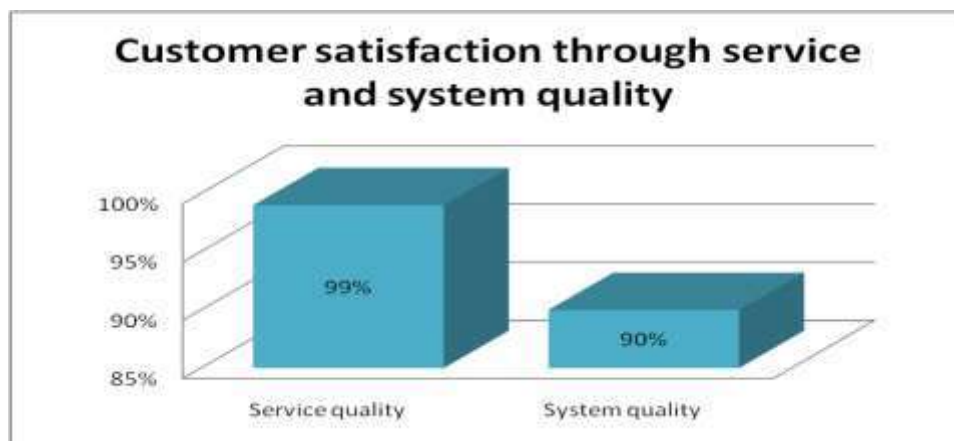 Customer satisfaction through service
and system quality
100%
95%
90%
85%
99%
90%
Service quality
System quality